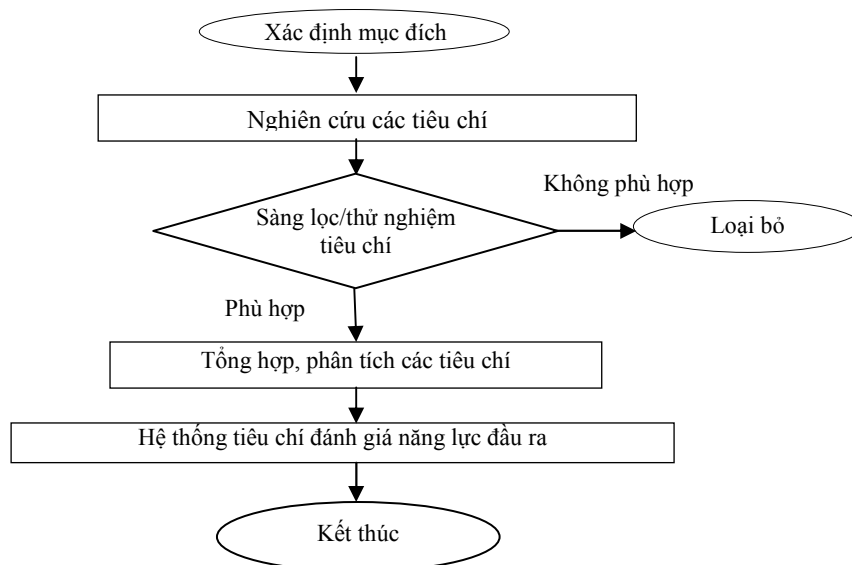 Xác định mục đích
Nghiên cứu các tiêu chí
Không phù hợp
Sàng lọc/thử nghiệm
tiêu chí
Loại bỏ
Phù hợp
Tổng hợp, phân tích các tiêu chí
Hệ thống tiêu chí đánh giá năng lực đầu ra
Kết thúc